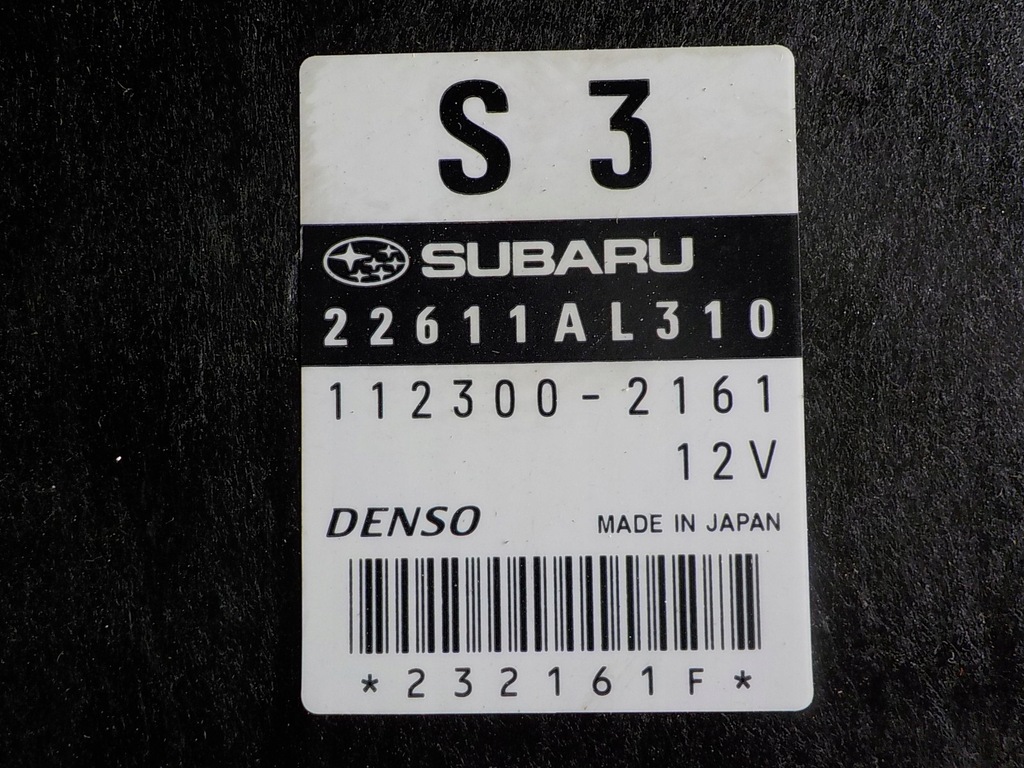 S 3
SUBARU
22611AL310
112300-2161
12V
DENSO MADE IN JAPAN
*232161F*